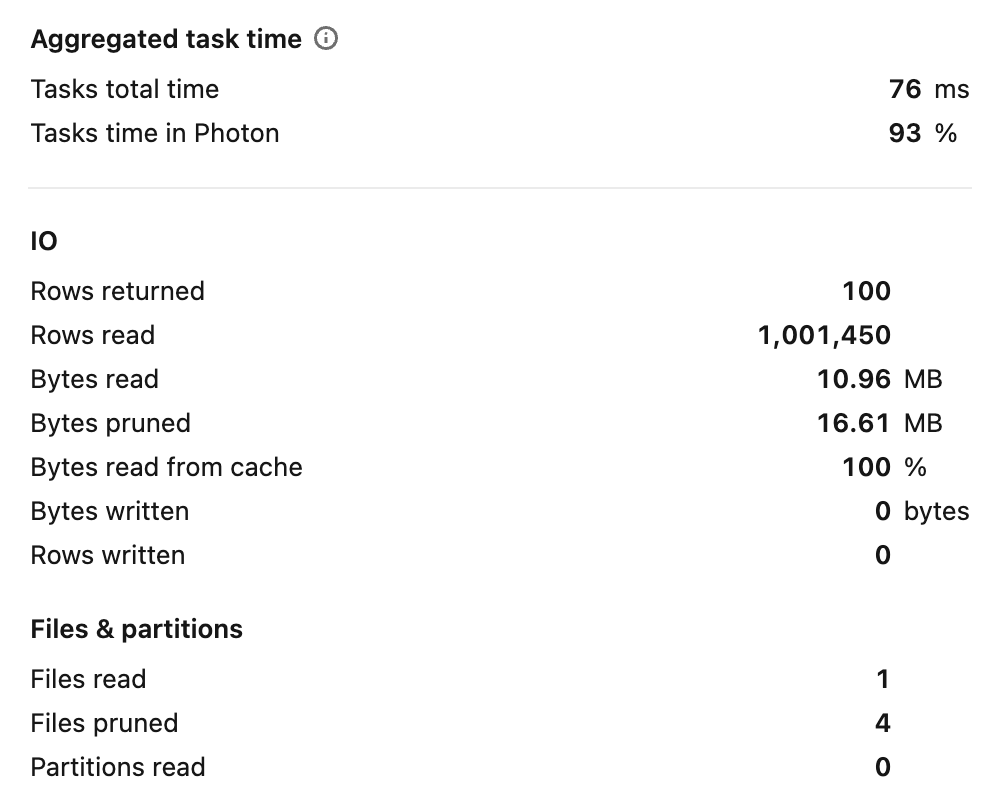 Aggregated task time
Tasks total time 76 ms
Tasks time in Photon 93 %
IO
Rows returned 100
Rows read 1,001,450
Bytes read 10.96 MB
Bytes pruned 16.61 MB
Bytes read from cache 100 %
Bytes written 0 bytes
Rows written 0
Files & partitions
Files read 1
Files pruned 4
Partitions read 0